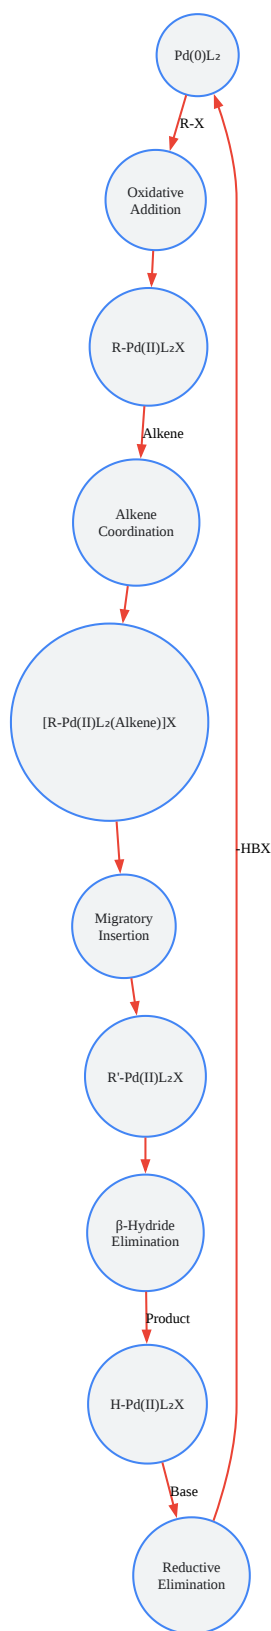 Pd(0)L₂
R-X
Oxidative
Addition
R-Pd(II)L₂X
Alkene
Alkene
Coordination
[R-Pd(II)L₂(Alkene)]X
-HBX
Migratory
Insertion
R'-Pd(II)L₂X
β-Hydride
Elimination
Product
H-Pd(II)L₂X
Base
Reductive
Elimination